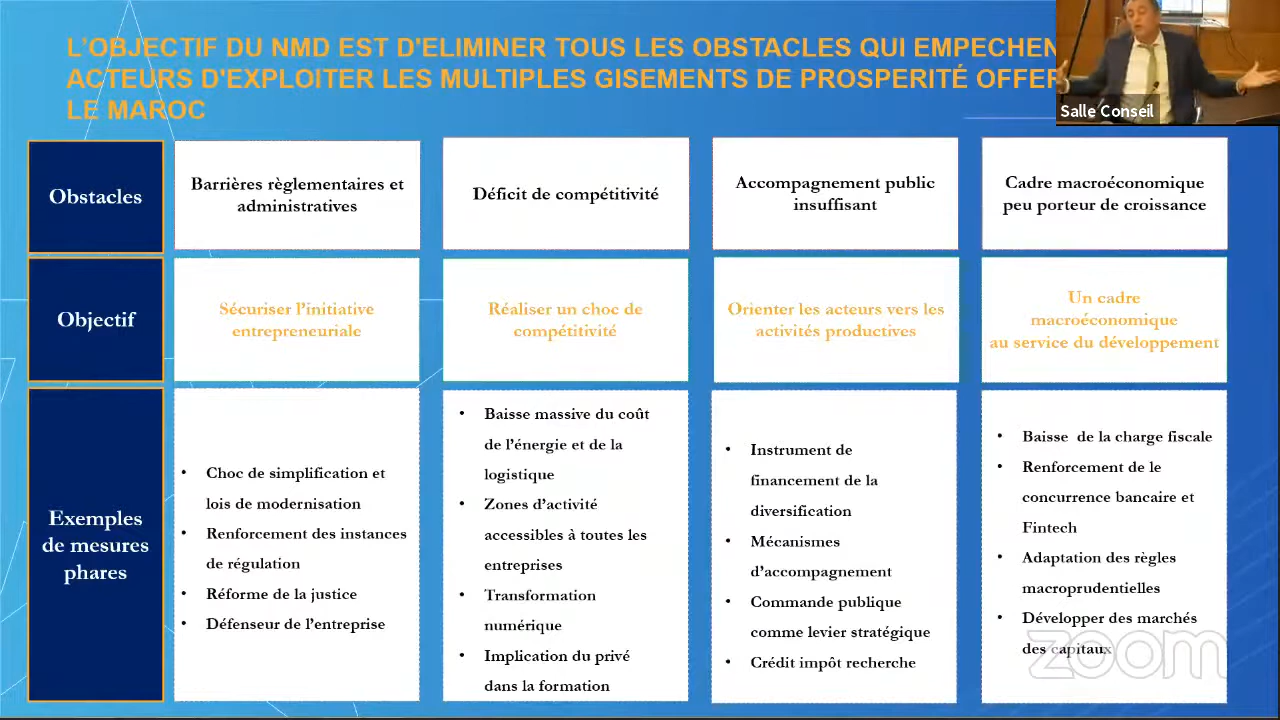 L'OBJECTIF DU NMD EST D'ELIMINER TOUS LES OBSTACLES QUI EMPECHEN
ACTEURS D'EXPLOITER LES MULTIPLES GISEMENTS DE PROSPERITÉ OFFER
LE MAROC
Salle Conseil
Obstacles
Barrières règlementaires et
administratives
Déficit de compétitivité
Accompagnement public
insuffisant
Cadre macroéconomique
peu porteur de croissance
Objectif
Sécuriser l'initiative
entrepreneuriale
Réaliser un choc de
compétitivité
Orienter les acteurs vers les
activités productives
Un cadre
macroéconomique
au service du développement
Exemples
de mesures
phares
• Choc de simplification et
lois de modernisation
• Renforcement des instances
de régulation
• Réforme de la justice
• Défenseur de l'entreprise
• Baisse massive du coût
de l'énergie et de la
logistique
• Zones d'activité
accessibles à toutes les
entreprises
• Transformation
numérique
• Implication du privé
dans la formation
• Instrument de
financement de la
diversification
• Mécanismes
d'accompagnement
• Commande publique
comme levier stratégique
• Crédit impôt recherche
• Baisse de la charge fiscale
• Renforcement de le
concurrence bancaire et
Fintech
• Adaptation des règles
macroprudentielles
• Développer des marchés
des capitaux
zoom